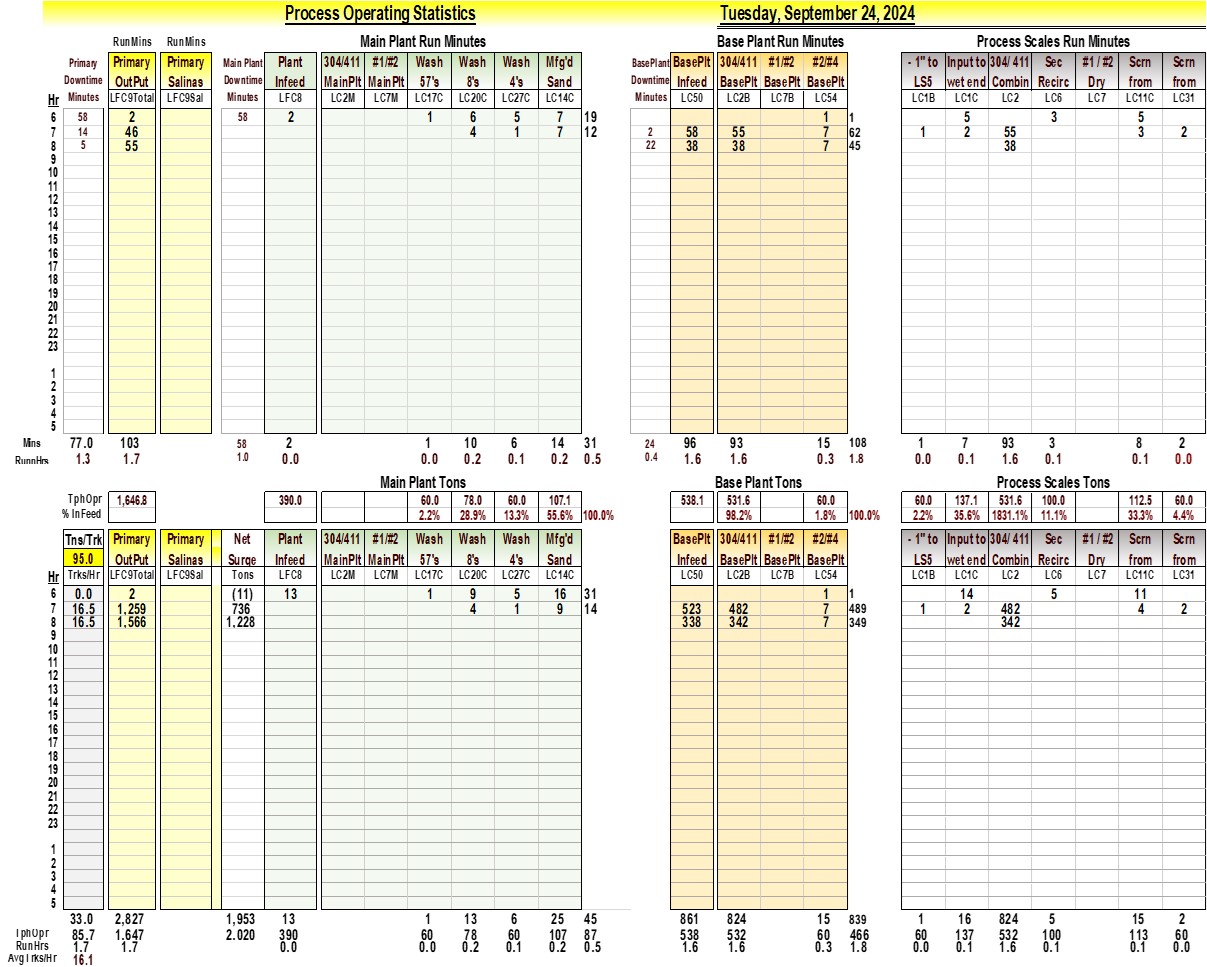 Process Operating Statistics Tuesday, September 24, 2024
RunMins RunMins Main Plant Run Minutes Base Plant Run Minutes Process Scales Run Minutes
Primary Primary Primary Main Plant Plant 304/411 #1/#2 Wash Wash Wash Mfg'd BasePlant BasePlt 304/411 #1/#2 #2/#4 - 1" to Input to 304/ 411 Sec #1 / #2 Scrn Scrn
Downtime OutPut Salinas Downtime Infeed MainPlt MainPlt 57's 8's 4's Sand Downtime Infeed BasePlt BasePlt BasePlt LS5 wet end Combin Recirc Dry from from
Hr Minutes LFC9Total LFC9Sal Minutes LFC8 LC2M LC7M LC17C LC20C LC27C LC14C Minutes LC50 LC2B LC7B LC54 LC1B LC1C LC2 LC6 LC7 LC11C LC31
6 58 2 58 2 1 6 5 7 19 1 1 5 3 5
7 14 46 4 1 7 12 2 58 55 7 62 1 2 55 3 2
8 5 55 22 38 38 7 45 38
9
10
11
12
13
14
15
16
17
18
19
20
21
22
23
1
2
3
4
5
Mins 77.0 103 58 2 1 10 6 14 31 24 96 93 15 108 1 7 93 3 8 2
RunnHrs 1.3 1.7 1.0 0.0 0.0 0.2 0.1 0.2 0.5 0.4 1.6 1.6 0.3 1.8 0.0 0.1 1.6 0.1 0.1 0.0
Main Plant Tons Base Plant Tons Process Scales Tons
TphOpr 1,646.8 390.0 60.0 78.0 60.0 107.1 538.1 531.6 60.0 60.0 137.1 531.6 100.0 112.5 60.0
% InFeed 2.2% 28.9% 13.3% 55.6% 100.0% 98.2% 1.8% 100.0% 2.2% 35.6% 1831.1% 11.1% 33.3% 4.4%
Tns/Trk Primary Primary Net Plant 304/411 #1/#2 Wash Wash Wash Mfg'd BasePlt 304/411 #1/#2 #2/#4 - 1" to Input to 304/ 411 Sec #1 / #2 Scrn Scrn
95.0 OutPut Salinas Surge Infeed MainPlt MainPlt 57's 8's 4's Sand Infeed BasePlt BasePlt BasePlt LS5 wet end Combin Recirc Dry from from
Hr Trks/Hr LFC9Total LFC9Sal Tons LFC8 LC2M LC7M LC17C LC20C LC27C LC14C LC50 LC2B LC7B LC54 LC1B LC1C LC2 LC6 LC7 LC11C LC31
6 0.0 2 (11) 13 1 9 5 16 31 1 1 14 5 11
7 16.5 1,259 736 4 1 9 14 523 482 7 489 1 2 482 4 2
8 16.5 1,566 1,228 338 342 7 349 342
9
10
11
12
13
14
15
16
17
18
19
20
21
22
23
1
2
3
4
5
33.0 2,827 1,953 13 1 13 6 25 45 861 824 15 839 1 16 824 5 15 2
TphOpr 85.7 1,647 2.020 390 60 78 60 107 87 538 532 60 466 60 137 532 100 113 60
RunHrs 1.7 1.7 0.0 0.0 0.2 0.1 0.2 0.5 1.6 1.6 0.3 1.8 0.0 0.1 1.6 0.1 0.1 0.0
AvgTrks/Hr 16.1